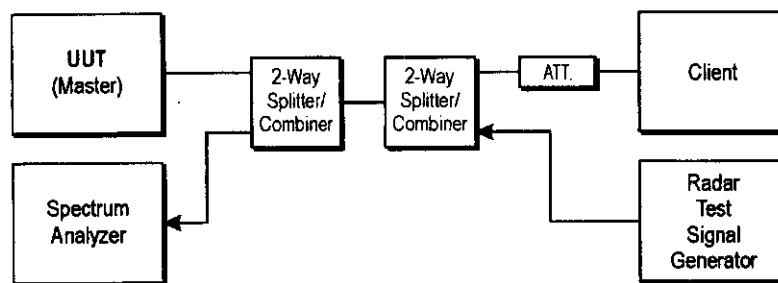 UUT
(Master)
2-Way
Splitter/
Combiner
2-Way
Splitter/
Combiner
ATT.
Client
Spectrum
Analyzer
Radar
Test
Signal
Generator